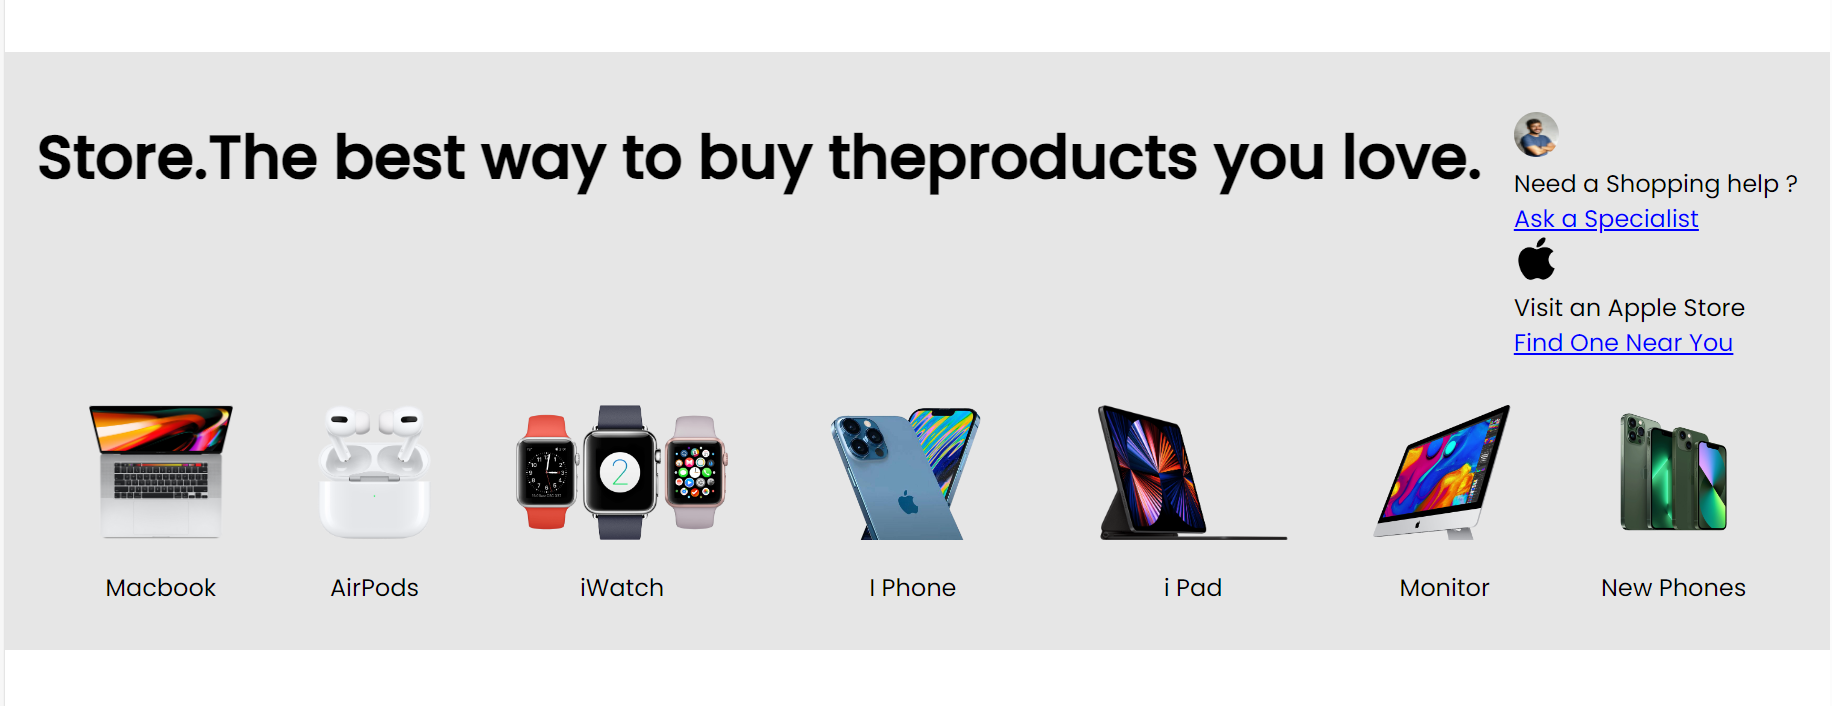 Store.The best way to buy theproducts you love.
Need a Shopping help ?
Ask a Specialist
Visit an Apple Store
Find One Near You
2
Macbook
AirPods
iWatch
I Phone
i Pad
Monitor
New Phones